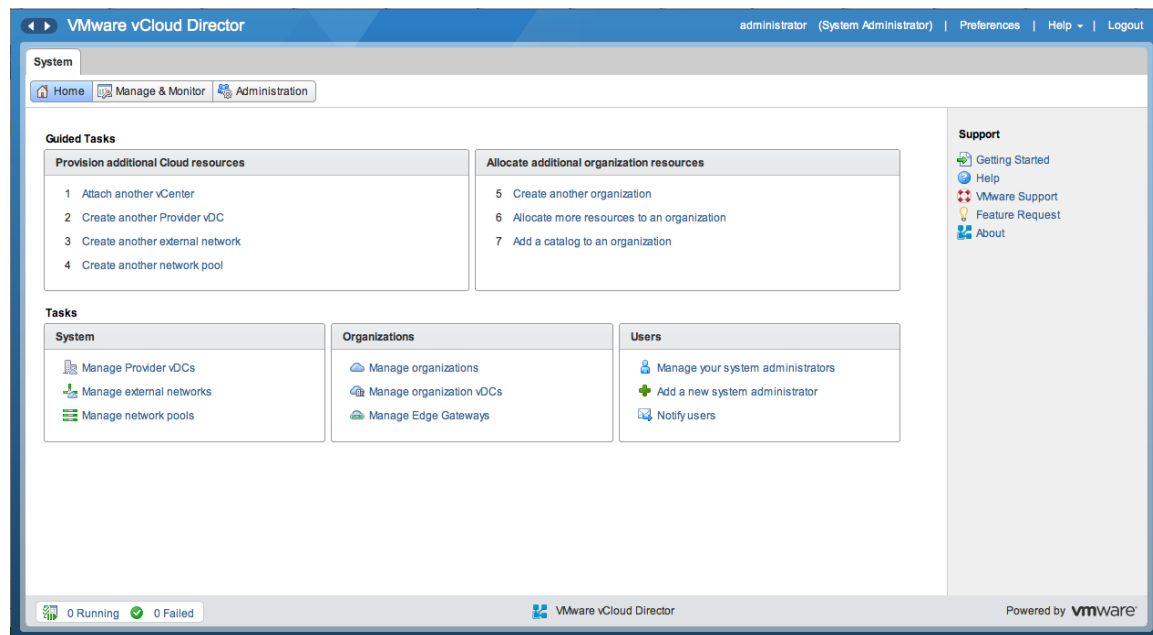 VMware vCloud Director
administrator (System Administrator) | Preferences | Help | Logout
System
Home Manage & Monitor Administration
Guided Tasks
Provision additional Cloud resources
1 Attach another vCenter
2 Create another Provider vDC
3 Create another external network
4 Create another network pool
Allocate additional organization resources
5 Create another organization
6 Allocate more resources to an organization
7 Add a catalog to an organization
Tasks
System
Manage Provider vDCs
Manage external networks
Manage network pools
Organizations
Manage organizations
Manage organization vDCs
Manage Edge Gateways
Users
Manage your system administrators
Add a new system administrator
Notify users
Support
Getting Started
Help
VMware Support
Feature Request
About
0 Running 0 Failed
VMware vCloud Director
Powered by vmware